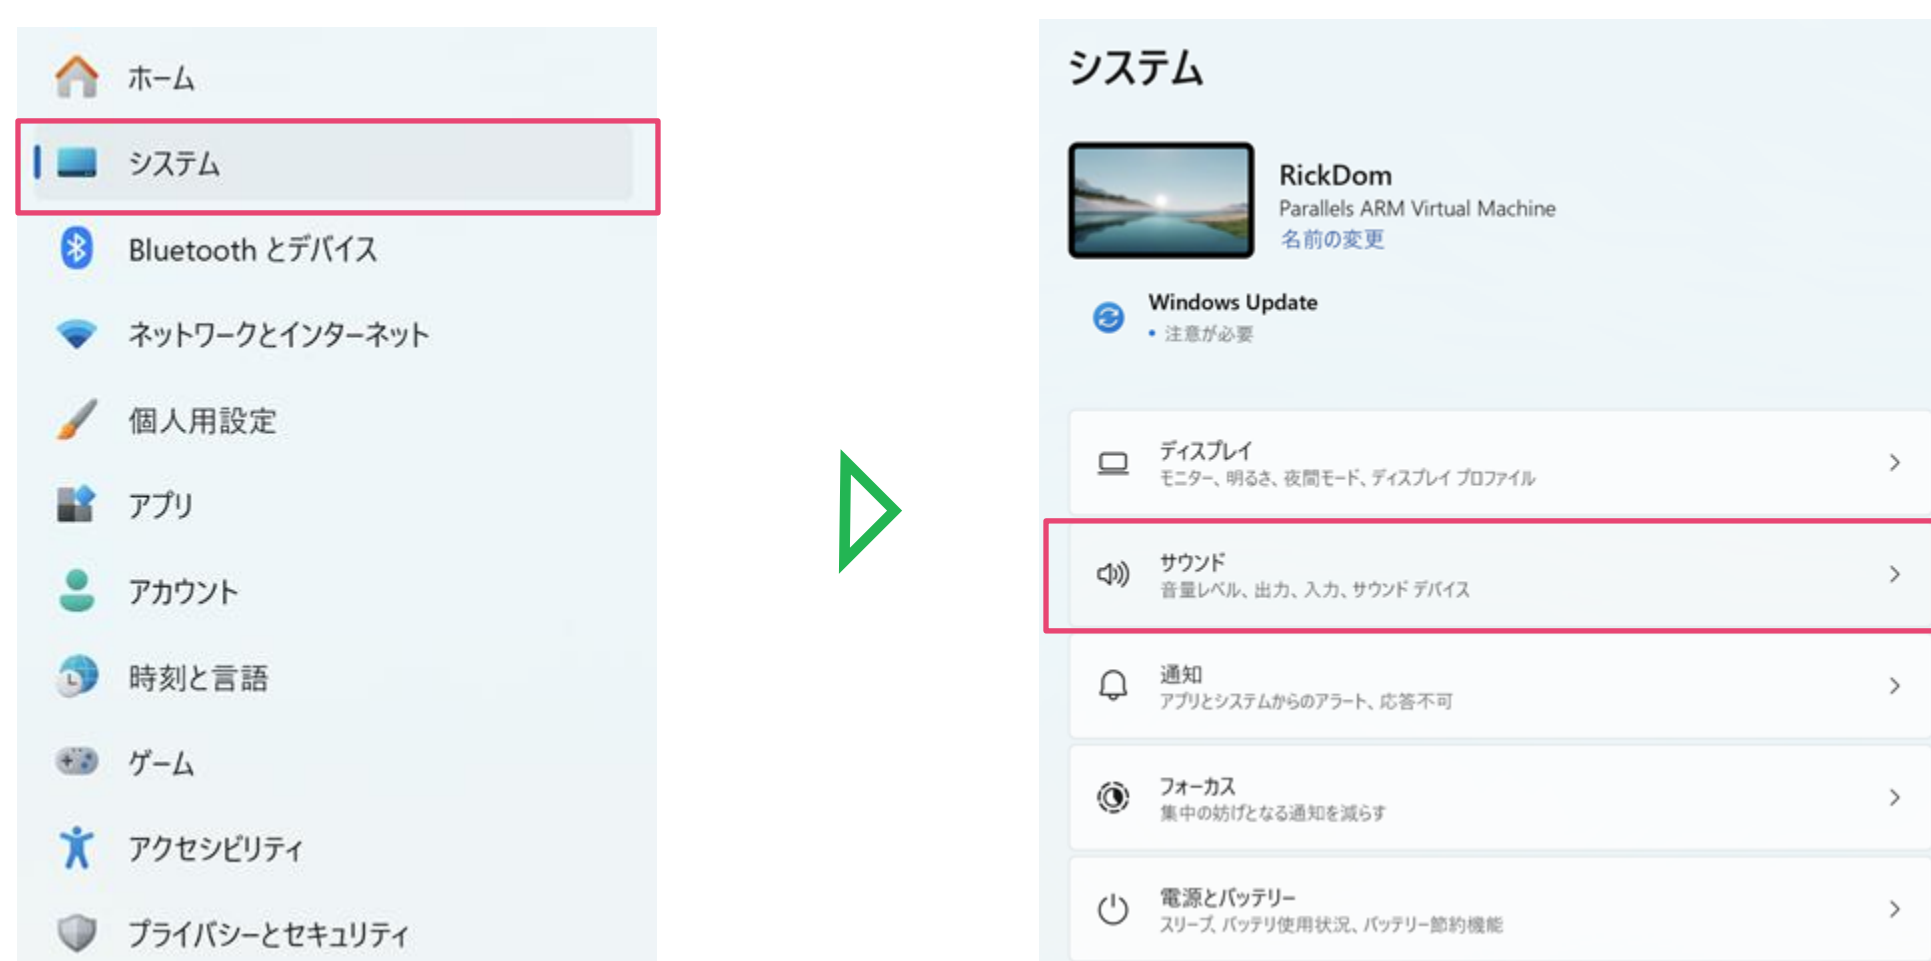 ホーム
システム
Bluetooth とデバイス
ネットワークとインターネット
個人用設定
アプリ
アカウント
時刻と言語
ゲーム
アクセシビリティ
プライバシーとセキュリティ
システム
RickDom
Parallels ARM Virtual Machine
名前の変更
Windows Update
• 注意が必要
ディスプレイ
モニター、明るさ、夜間モード、ディスプレイ プロファイル
サウンド
音量レベル、出力、入力、サウンド デバイス
通知
アプリとシステムからのアラート、応答不可
フォーカス
集中の妨げとなる通知を減らす
電源とバッテリー
スリープ、バッテリ使用状況、バッテリー節約機能